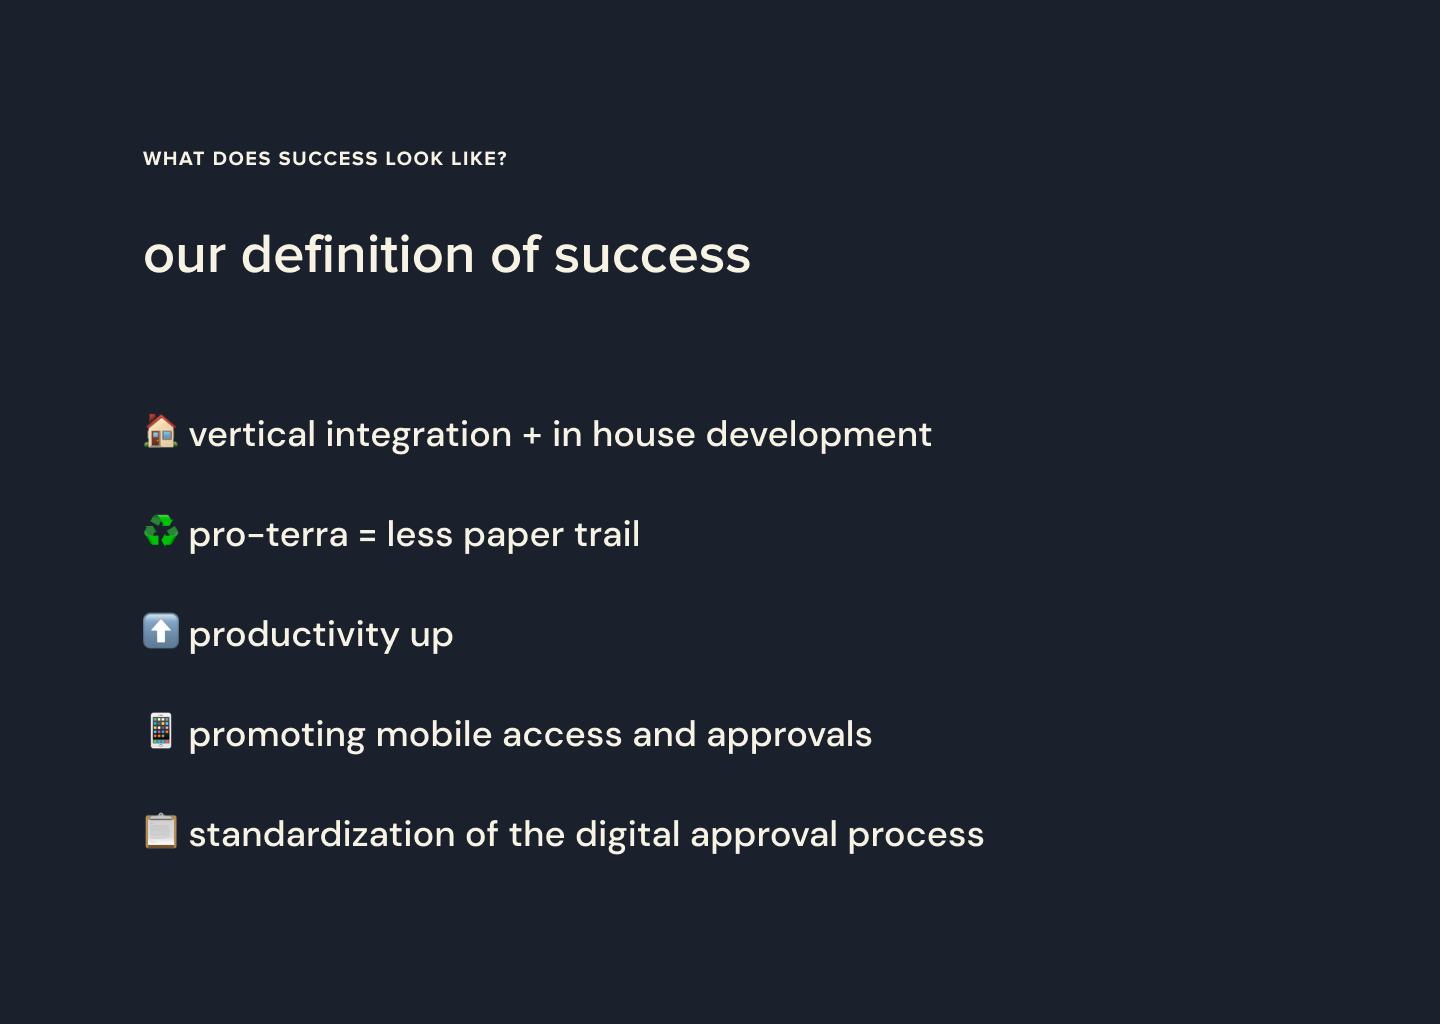 WHAT DOES SUCCESS LOOK LIKE?
our definition of success
🏠 vertical integration + in house development
♻️ pro-terra = less paper trail
⬆️ productivity up
📱 promoting mobile access and approvals
📋 standardization of the digital approval process